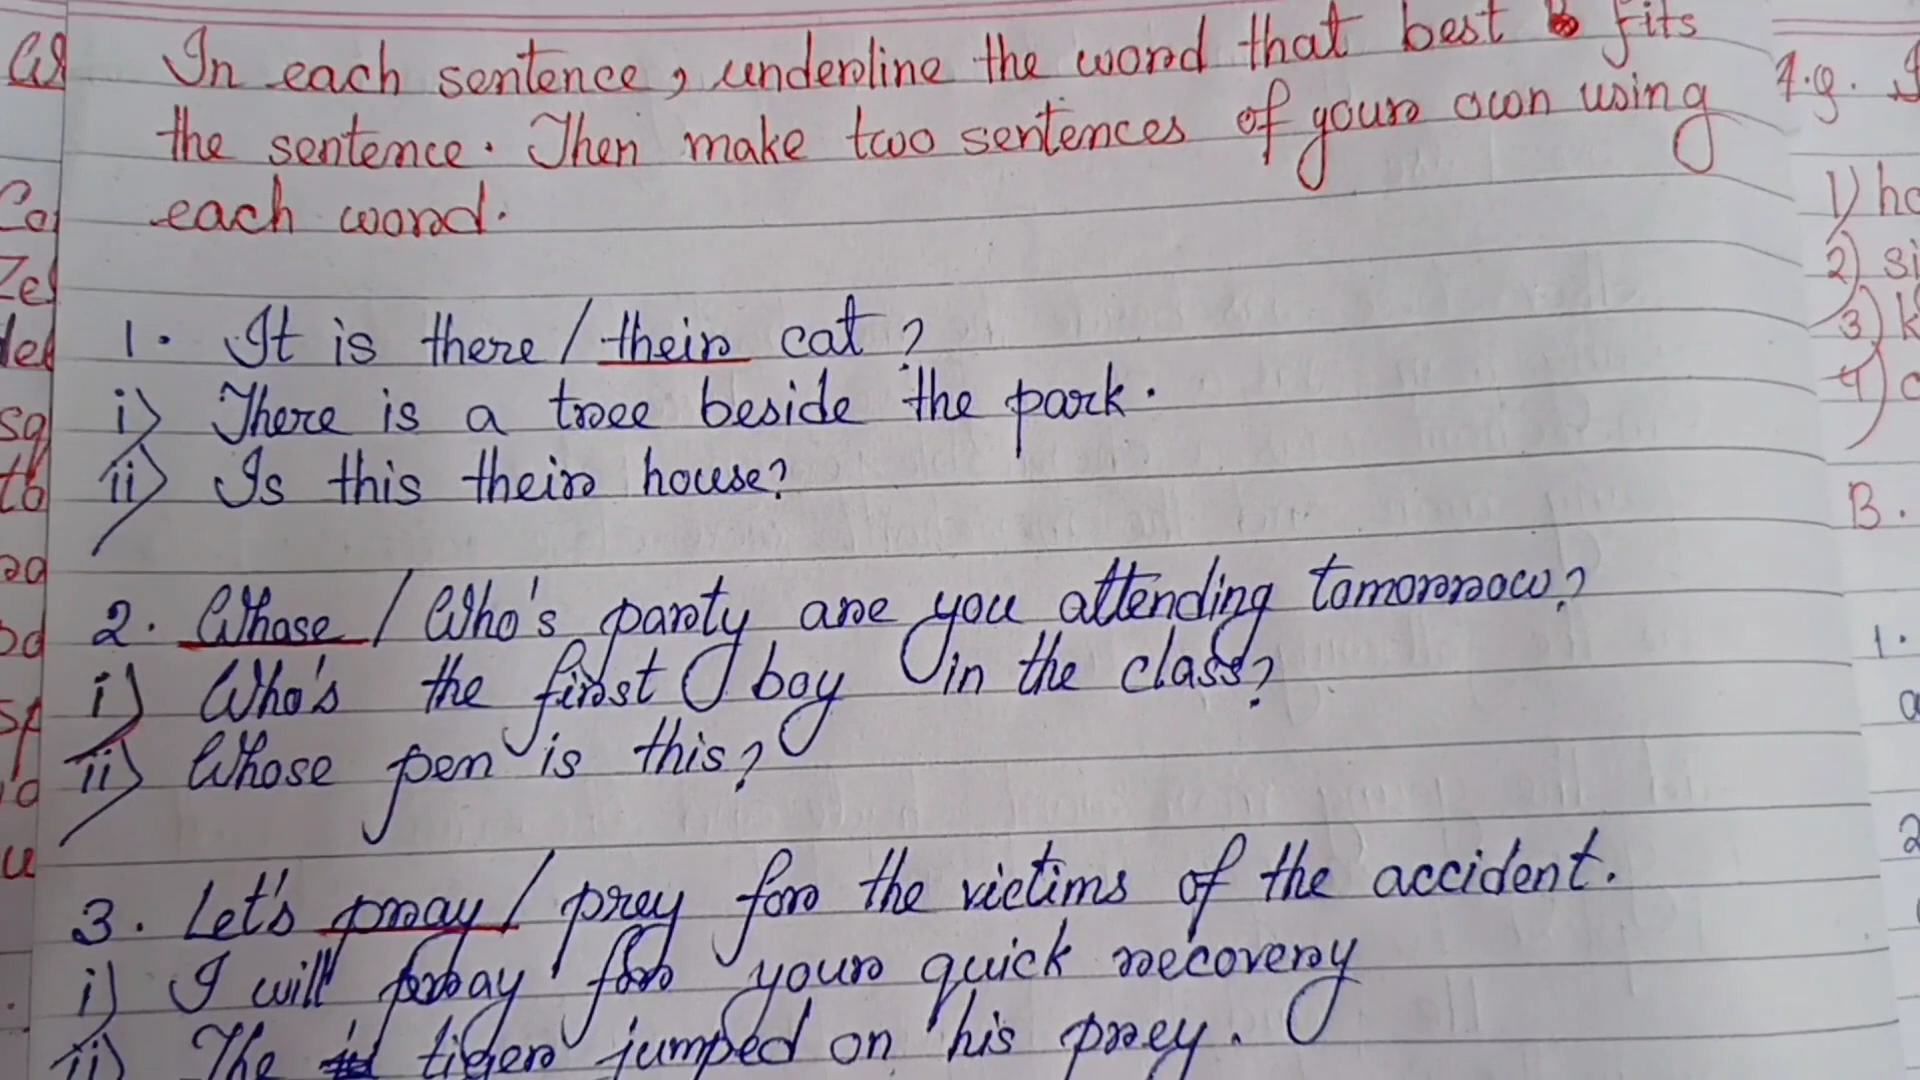 In each sentence, underline the word that best fits
the sentence. Then make two sentences of your own using
each word.
1. It is there / their cat?
i) There is a tree beside the park.
ii) Is this their house?
2. Whose / Who's party are you attending tomorrow?
i) Who's the first boy in the class?
ii) Whose pen is this?
3. Let's pray / prey for the victims of the accident.
i) I will pray for your quick recovery
ii) The tiger jumped on his prey.
B.
1.
2